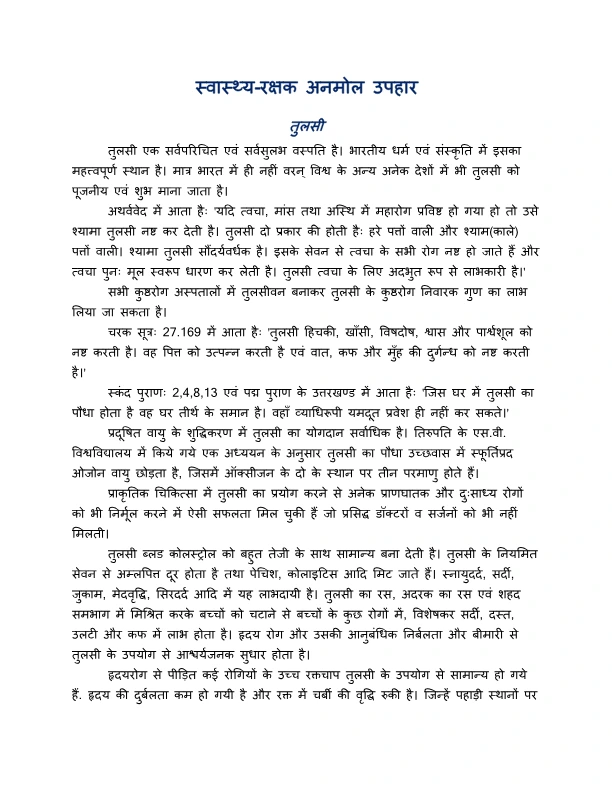 स्वास्थ्य-रक्षक अनमोल उपहार
तुलसी
तुलसी एक सर्वपरिचित एवं सर्वसुलभ वस्पति है। भारतीय धर्म एवं संस्कृति में इसका
महत्त्वपूर्ण स्थान है। मात्र भारत में ही नहीं वरन् विश्व के अन्य अनेक देशों में भी तुलसी को
पूजनीय एवं शुभ माना जाता है।
अथर्ववेद में आता हैः 'यदि त्वचा, मांस तथा अस्थि में महारोग प्रविष्ट हो गया हो तो उसे
श्यामा तुलसी नष्ट कर देती है। तुलसी दो प्रकार की होती हैः हरे पत्तों वाली और श्याम(काले)
पत्तों वाली। श्यामा तुलसी सौंदर्यवर्धक है। इसके सेवन से त्वचा के सभी रोग नष्ट हो जाते हैं और
त्वचा पुनः मूल स्वरूप धारण कर लेती है। तुलसी त्वचा के लिए अदभुत रूप से लाभकारी है।'
सभी कुष्ठरोग अस्पतालों में तुलसीवन बनाकर तुलसी के कुष्ठरोग निवारक गुण का लाभ
लिया जा सकता है।
चरक सूत्रः 27.169 में आता हैः 'तुलसी हिचकी, खाँसी, विषदोष, श्वास और पार्श्वशूल को
नष्ट करती है। वह पित्त को उत्पन्न करती है एवं वात, कफ और मुँह की दुर्गन्ध को नष्ट करती
है।'
स्कंद पुराणः 2,4,8,13 एवं पद्म पुराण के उत्तरखण्ड में आता हैः 'जिस घर में तुलसी का
पौधा होता है वह घर तीर्थ के समान है। वहाँ व्याधिरूपी यमदूत प्रवेश ही नहीं कर सकते।'
प्रदूषित वायु के शुद्धिकरण में तुलसी का योगदान सर्वाधिक है। तिरुपति के एस.वी.
विश्वविद्यालय में किये गये एक अध्ययन के अनुसार तुलसी का पौधा उच्छवास में स्फूर्तिप्रद
ओजोन वायु छोड़ता है, जिसमें ऑक्सीजन के दो के स्थान पर तीन परमाणु होते हैं।
प्राकृतिक चिकित्सा में तुलसी का प्रयोग करने से अनेक प्राणघातक और दुःसाध्य रोगों
को भी निर्मूल करने में ऐसी सफलता मिल चुकी हैं जो प्रसिद्ध डॉक्टरों व सर्जनों को भी नहीं
मिलती।
तुलसी ब्लड कोलस्ट्रोल को बहुत तेजी के साथ सामान्य बना देती है। तुलसी के नियमित
सेवन से अम्लपित्त दूर होता है तथा पेचिश, कोलाइटिस आदि मिट जाते हैं। स्नायुदर्द, सर्दी,
जुकाम, मेदवृद्धि, सिरदर्द आदि में यह लाभदायी है। तुलसी का रस, अदरक का रस एवं शहद
समभाग में मिश्रित करके बच्चों को चटाने से बच्चों के कुछ रोगों में, विशेषकर सर्दी, दस्त,
उलटी और कफ में लाभ होता है। हृदय रोग और उसकी आनुबंधिक निर्बलता और बीमारी से
तुलसी के उपयोग से आश्चर्यजनक सुधार होता है।
हृदयरोग से पीड़ित कई रोगियों के उच्च रक्तचाप तुलसी के उपयोग से सामान्य हो गये
हैं. हृदय की दुर्बलता कम हो गयी है और रक्त में चर्बी की वृद्धि रुकी है। जिन्हें पहाड़ी स्थानों पर